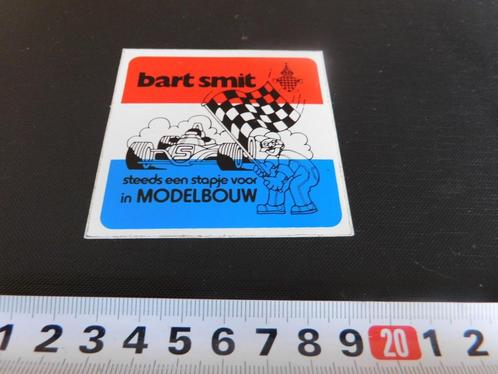 bart smit
5
steeds een stapje voor
in MODELBOUW
1 2 3 4 5 6 7 8 9 20 1 2